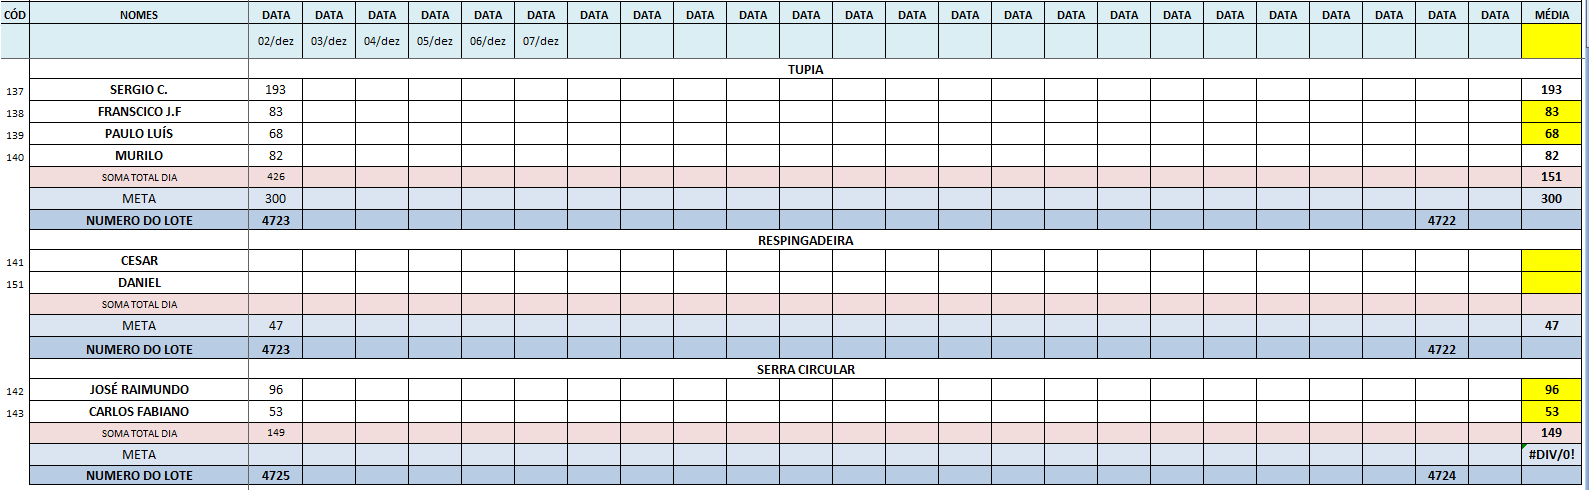 CÓD NOMES DATA DATA DATA DATA DATA DATA DATA DATA DATA DATA DATA DATA DATA DATA DATA DATA DATA DATA DATA DATA DATA DATA DATA DATA MÉDIA
02/dez 03/dez 04/dez 05/dez 06/dez 07/dez
TUPIA
137 SERGIO C. 193 193
138 FRANSCICO J.F 83 83
139 PAULO LUÍS 68 68
140 MURILO 82 82
SOMA TOTAL DIA 426 151
META 300 300
NUMERO DO LOTE 4723 4722
RESPINGADEIRA
141 CESAR
151 DANIEL
SOMA TOTAL DIA
META 47 47
NUMERO DO LOTE 4723 4722
SERRA CIRCULAR
142 JOSÉ RAIMUNDO 96 96
143 CARLOS FABIANO 53 53
SOMA TOTAL DIA 149 149
META #DIV/0!
NUMERO DO LOTE 4725 4724